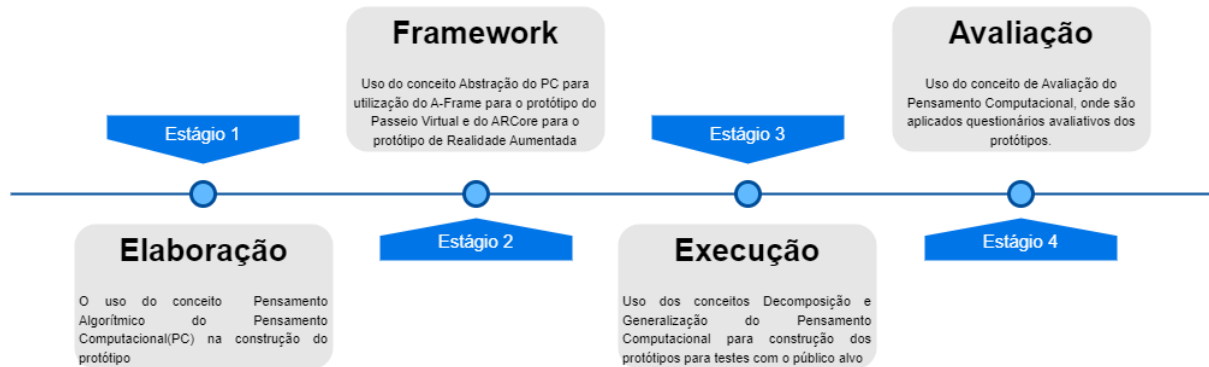 Estágio 1
Elaboração
O uso do conceito Pensamento
Algorítmico do Pensamento
Computacional(PC) na construção do
protótipo
Framework
Uso do conceito Abstração do PC para
utilização do A-Frame para o protótipo do
Passeio Virtual e do ARCore para o
protótipo de Realidade Aumentada
Estágio 2
Estágio 3
Execução
Uso dos conceitos Decomposição e
Generalização do Pensamento
Computacional para construção dos
protótipos para testes com o público alvo
Avaliação
Uso do conceito de Avaliação do
Pensamento Computacional, onde são
aplicados questionários avaliativos dos
protótipos.
Estágio 4